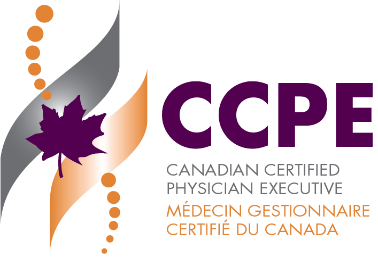 CCPE
CANADIAN CERTIFIED
PHYSICIAN EXECUTIVE
MÉDECIN GESTIONNAIRE
CERTIFIÉ DU CANADA